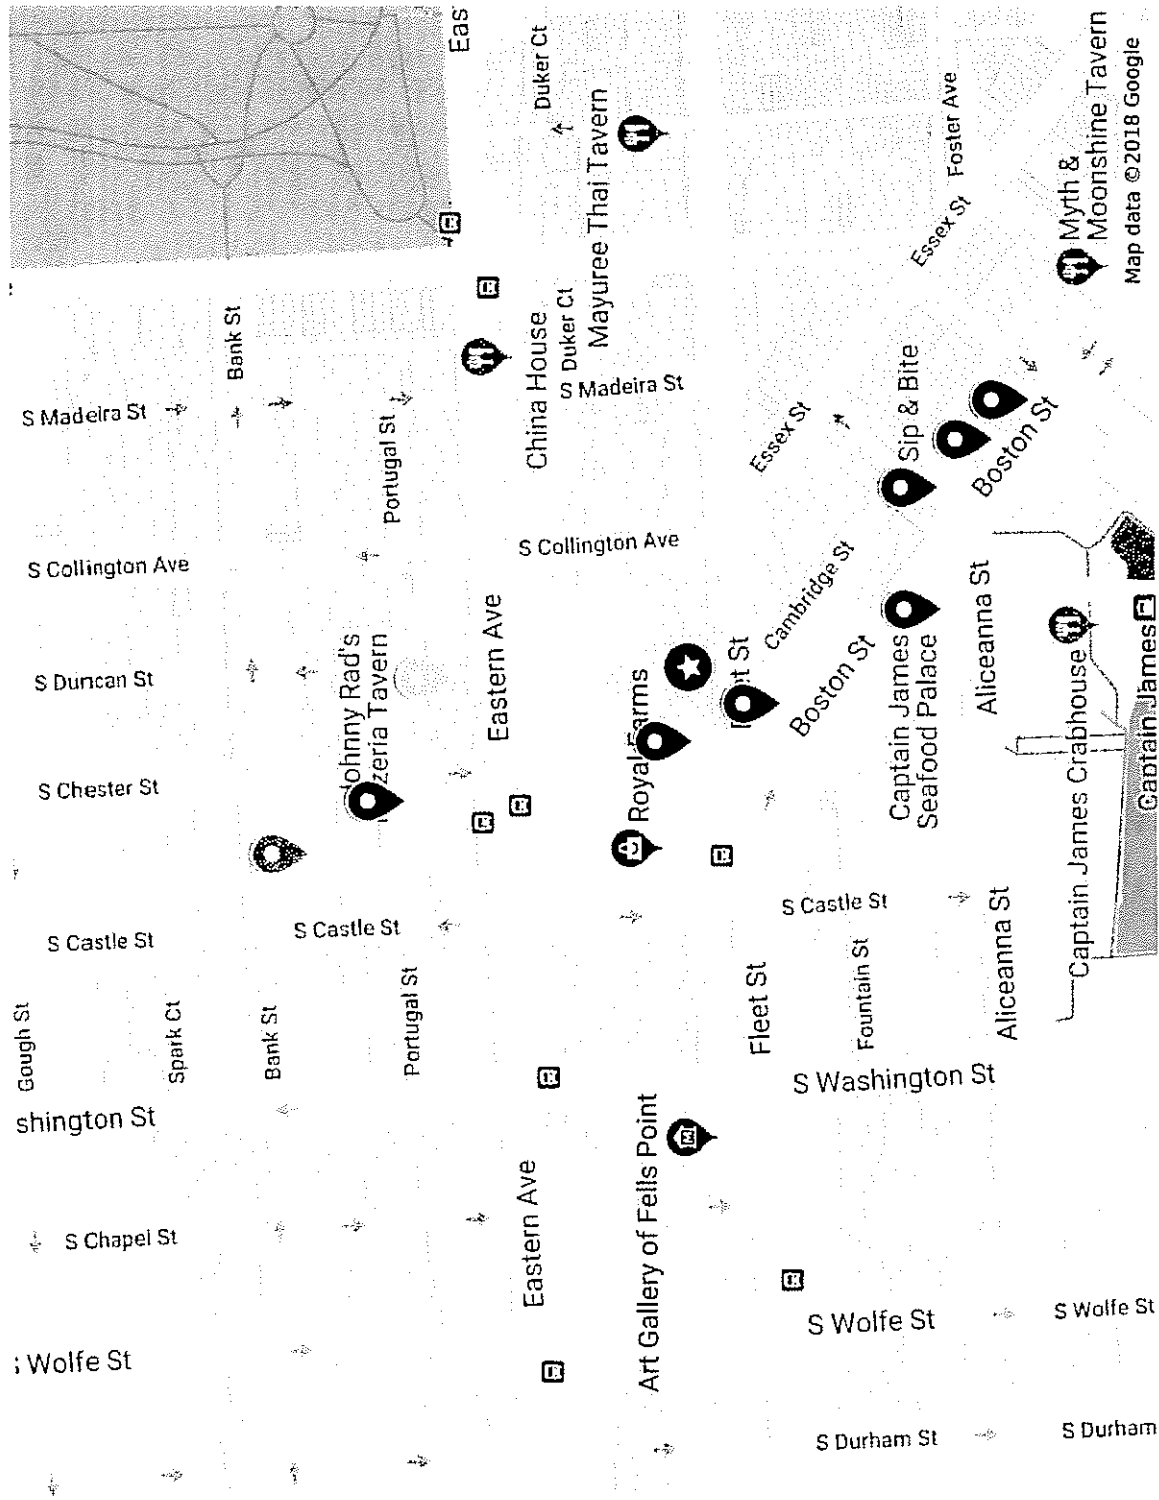 Eas
Duker Ct
Mayuree Thai Tavern
Foster Ave
Essex St
Myth &
Moonshine Tavern
Map data ©2018 Google
Bank St
S Madeira St
China House
Duker Ct
S Madeira St
Portugal St
Essex St
Sip & Bite
Boston St
S Collington Ave
S Collington Ave
Cambridge St
Aliceanna St
S Duncan St
Johnny Rad's
Tavern
Eastern Ave
Royal Farms
St
Boston St
Captain James
Seafood Palace
Captain James Crabhouse
Captain James
S Chester St
S Castle St
S Castle St
S Castle St
Gough St
Spark Ct
Bank St
Portugal St
Fleet St
Fountain St
Aliceanna St
shington St
S Washington St
Art Gallery of Fells Point
S Chapel St
Eastern Ave
Wolfe St
S Wolfe St
S Wolfe St
S Durham St
S Durham